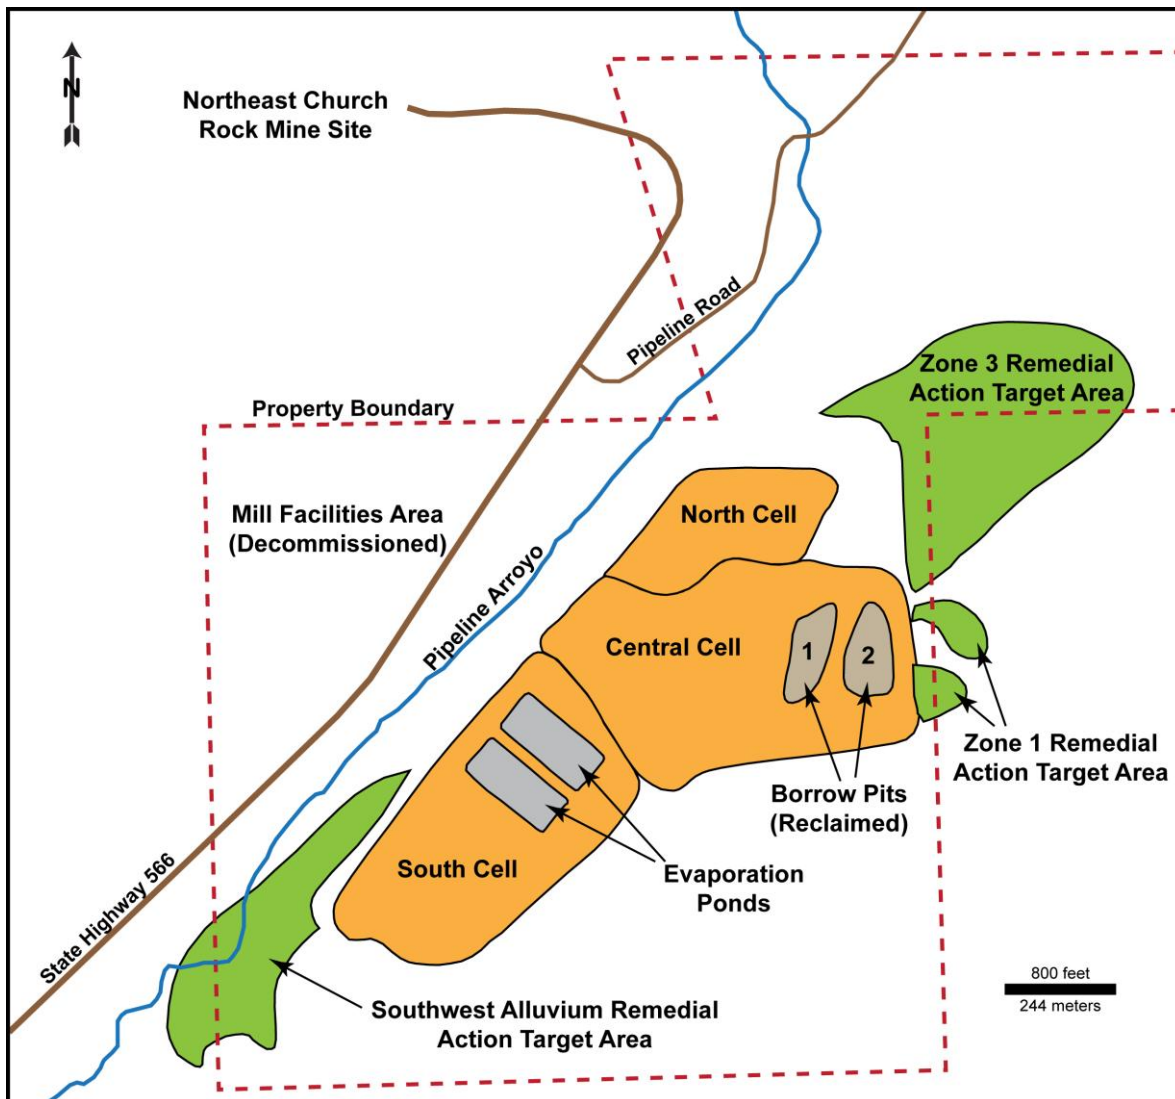 N
Northeast Church
Rock Mine Site
Pipeline Road
Zone 3 Remedial
Action Target Area
Property Boundary
Mill Facilities Area
(Decommissioned)
North Cell
Pipeline Arroyo
Central Cell
1
2
Zone 1 Remedial
Action Target Area
Borrow Pits
(Reclaimed)
South Cell
Evaporation
Ponds
State Highway 566
800 feet
244 meters
Southwest Alluvium Remedial
Action Target Area